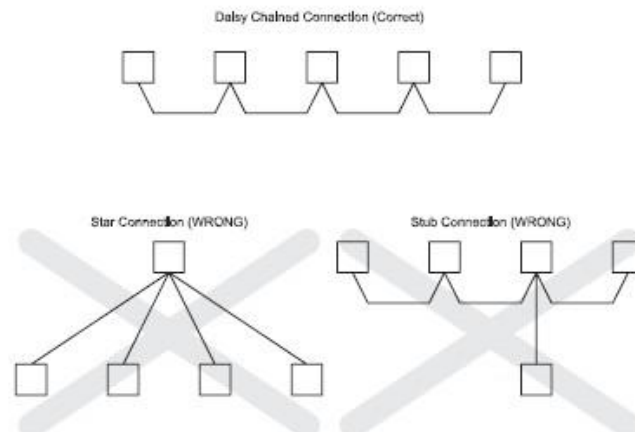 Daisy Chained Connection (Correct)
Star Connection (WRONG)
Stub Connection (WRONG)